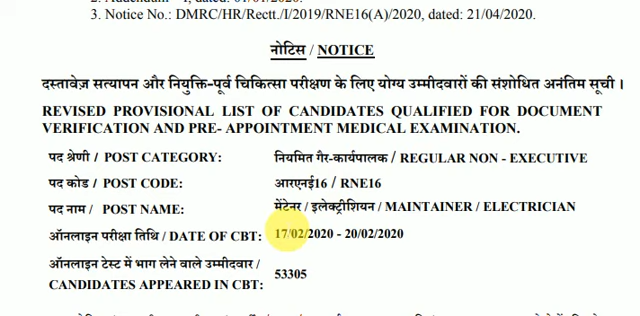 3. Notice No.: DMRC/HR/Rectt./I/2019/RNE16(A)/2020, dated: 21/04/2020.
नोटिस / NOTICE
दस्तावेज़ सत्यापन और नियुक्ति-पूर्व चिकित्सा परीक्षण के लिए योग्य उम्मीदवारों की संशोधित अनंतिम सूची ।
REVISED PROVISIONAL LIST OF CANDIDATES QUALIFIED FOR DOCUMENT
VERIFICATION AND PRE- APPOINTMENT MEDICAL EXAMINATION.
पद श्रेणी / POST CATEGORY: नियमित गैर-कार्यपालक / REGULAR NON - EXECUTIVE
पद कोड / POST CODE: आरएनई16 / RNE16
पद नाम / POST NAME: मेंटेनर / इलेक्ट्रीशियन / MAINTAINER / ELECTRICIAN
ऑनलाइन परीक्षा तिथि / DATE OF CBT: 17/02/2020 - 20/02/2020
ऑनलाइन टेस्ट में भाग लेने वाले उम्मीदवार /
CANDIDATES APPEARED IN CBT: 53305